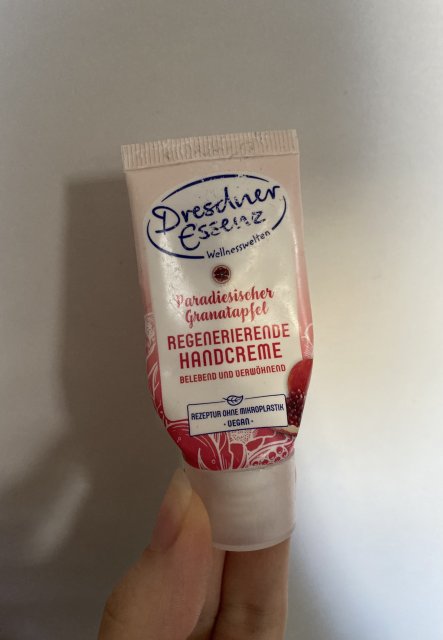 Dresdner
Essenz
Wellnesswelten
Paradiesischer
Granatapfel
REGENERIERENDE
HANDCREME
BELEBEND UND VERWÖHNEND
REZEPTUR OHNE MIKROPLASTIK
- VEGAN -